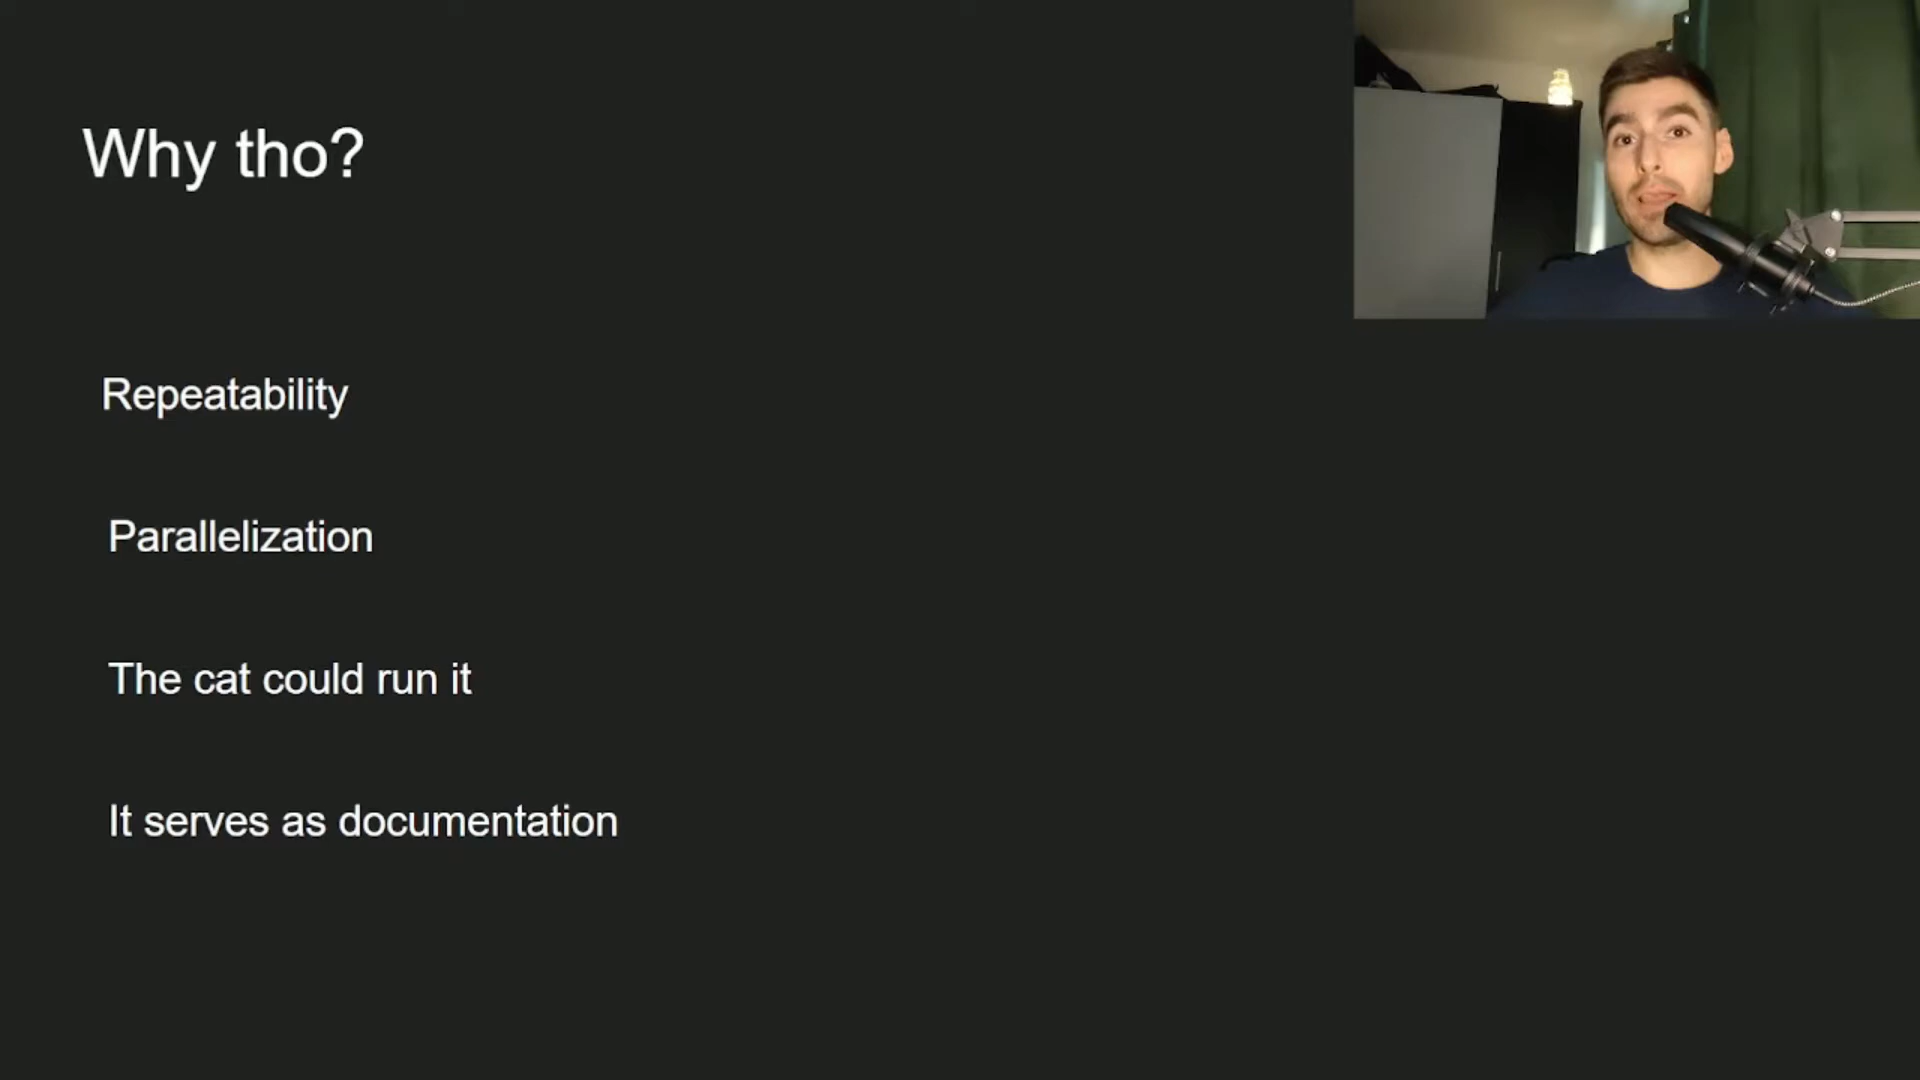 Why tho?
Repeatability
Parallelization
The cat could run it
It serves as documentation